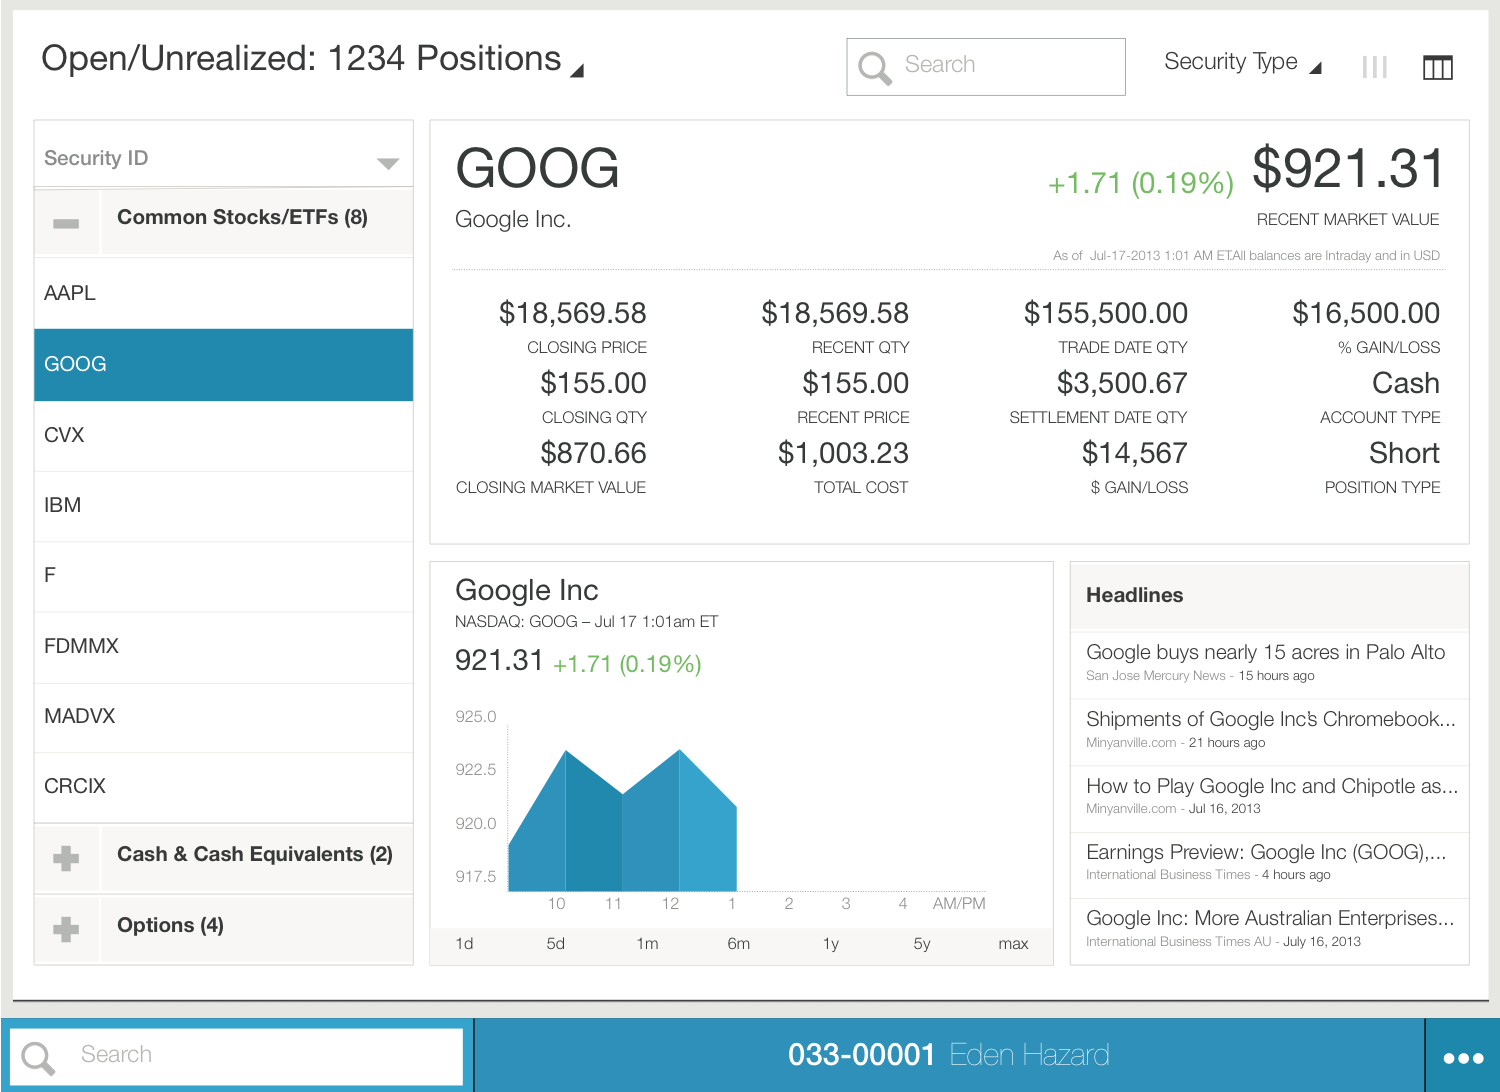 Open/Unrealized: 1234 Positions
Search
Security Type
Security ID
Common Stocks/ETFs (8)
AAPL
GOOG
CVX
IBM
F
FDMMX
MADVX
CRCIX
Cash & Cash Equivalents (2)
Options (4)
GOOG
+1.71 (0.19%) $921.31
Google Inc.
RECENT MARKET VALUE
As of Jul-17-2013 1:01 AM ET.All balances are Intraday and in USD
$18,569.58 $18,569.58 $155,500.00 $16,500.00
CLOSING PRICE RECENT QTY TRADE DATE QTY % GAIN/LOSS
$155.00 $155.00 $3,500.67 Cash
CLOSING QTY RECENT PRICE SETTLEMENT DATE QTY ACCOUNT TYPE
$870.66 $1,003.23 $14,567 Short
CLOSING MARKET VALUE TOTAL COST $ GAIN/LOSS POSITION TYPE
Google Inc
NASDAQ: GOOG – Jul 17 1:01am ET
921.31 +1.71 (0.19%)
925.0
922.5
920.0
917.5
10 11 12 1 2 3 4 AM/PM
1d 5d 1m 6m 1y 5y max
Headlines
Google buys nearly 15 acres in Palo Alto
San Jose Mercury News - 15 hours ago
Shipments of Google Inc's Chromebook...
Minyanville.com - 21 hours ago
How to Play Google Inc and Chipotle as...
Minyanville.com - Jul 16, 2013
Earnings Preview: Google Inc (GOOG),...
International Business Times - 4 hours ago
Google Inc: More Australian Enterprises...
International Business Times AU - July 16, 2013
Search
033-00001 Eden Hazard